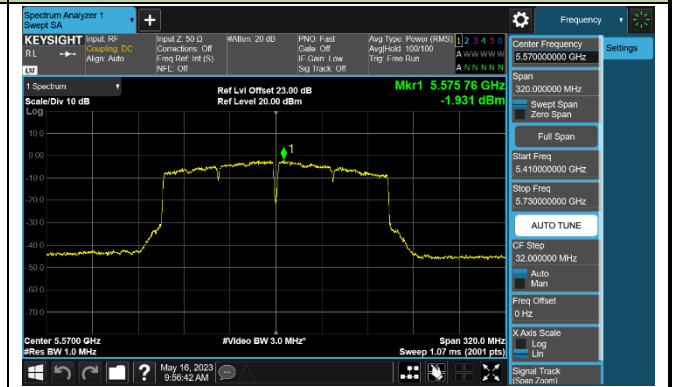 Spectrum Analyzer 1
Swept SA
+
Frequency
KEYSIGHT
RL
Input: RF
Coupling: DC
Align: Auto
Input Z: 50 Ω
Corrections: Off
Freq Ref: Int (S)
NFE: Off
#Atten: 20 dB
PNO: Fast
Gate: Off
IF Gain: Low
Sig Track: Off
Avg Type: Power (RMS)
Avg|Hold: 100/100
Trig: Free Run
1 2 3 4 5 6
A W W W W W
A N N N N N
1 Spectrum
Scale/Div 10 dB
Log
Ref Lvl Offset 23.00 dB
Ref Level 20.00 dBm
Mkr1 5.575 76 GHz
-1.931 dBm
10.0
0.00
-10.0
-20.0
-30.0
-40.0
-50.0
-60.0
-70.0
1
Center 5.5700 GHz
#Res BW 1.0 MHz
#Video BW 3.0 MHz*
Span 320.0 MHz
Sweep 1.07 ms (2001 pts)
Center Frequency
5.570000000 GHz
Span
320.000000 MHz
Swept Span
Zero Span
Full Span
Start Freq
5.410000000 GHz
Stop Freq
5.730000000 GHz
AUTO TUNE
CF Step
32.000000 MHz
Auto
Man
Freq Offset
0 Hz
X Axis Scale
Log
Lin
Signal Track
(Span Zoom)
Settings
?
May 16, 2023
9:56:42 AM